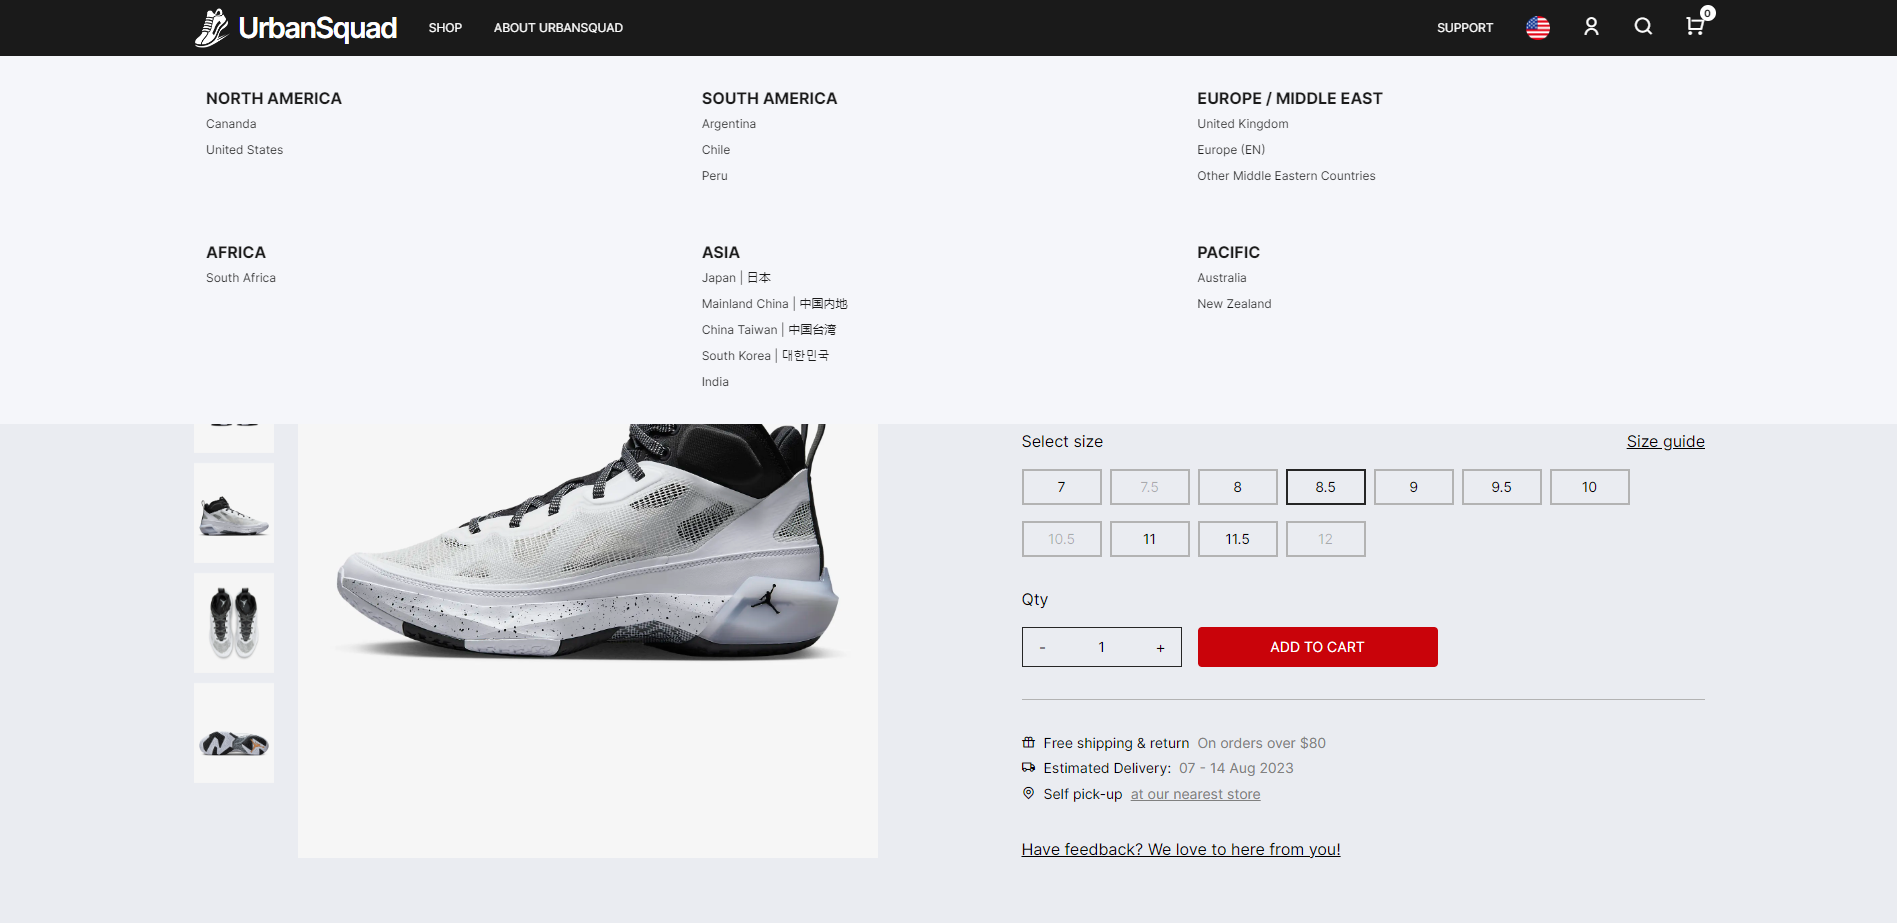 UrbanSquad
SHOP
ABOUT URBANSQUAD
SUPPORT
0
NORTH AMERICA
Cananda
United States
SOUTH AMERICA
Argentina
Chile
Peru
EUROPE / MIDDLE EAST
United Kingdom
Europe (EN)
Other Middle Eastern Countries
AFRICA
South Africa
ASIA
Japan | 日本
Mainland China | 中国内地
China Taiwan | 中国台湾
South Korea | 대한민국
India
PACIFIC
Australia
New Zealand
Select size
Size guide
7 7.5 8 8.5 9 9.5 10
10.5 11 11.5 12
Qty
- 1 +
ADD TO CART
Free shipping & return On orders over $80
Estimated Delivery: 07 - 14 Aug 2023
Self pick-up at our nearest store
Have feedback? We love to here from you!